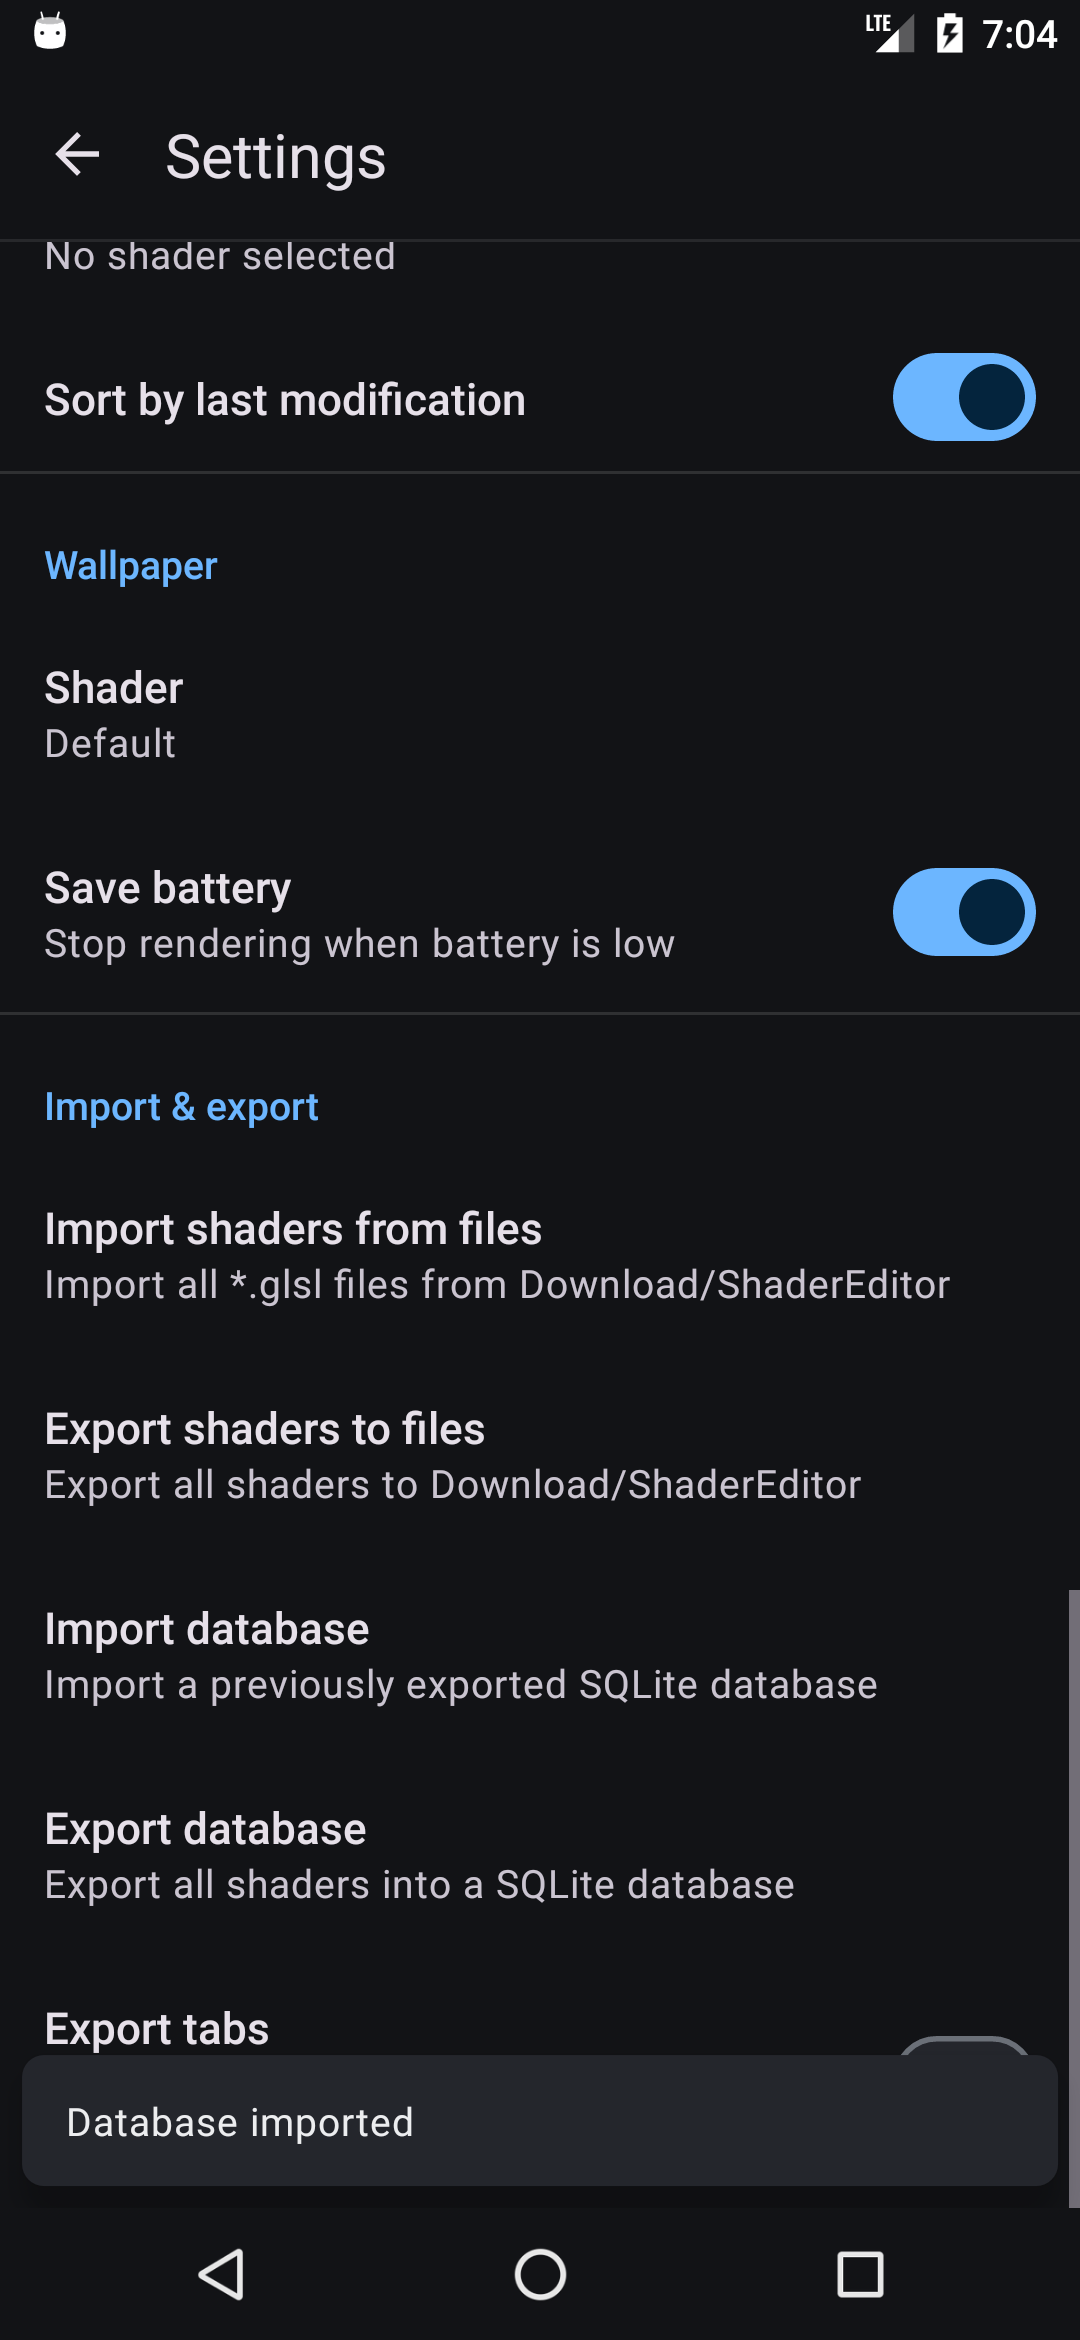 LTE 7:04
Settings
No shader selected
Sort by last modification
Wallpaper
Shader
Default
Save battery
Stop rendering when battery is low
Import & export
Import shaders from files
Import all *.glsl files from Download/ShaderEditor
Export shaders to files
Export all shaders to Download/ShaderEditor
Import database
Import a previously exported SQLite database
Export database
Export all shaders into a SQLite database
Export tabs
Database imported